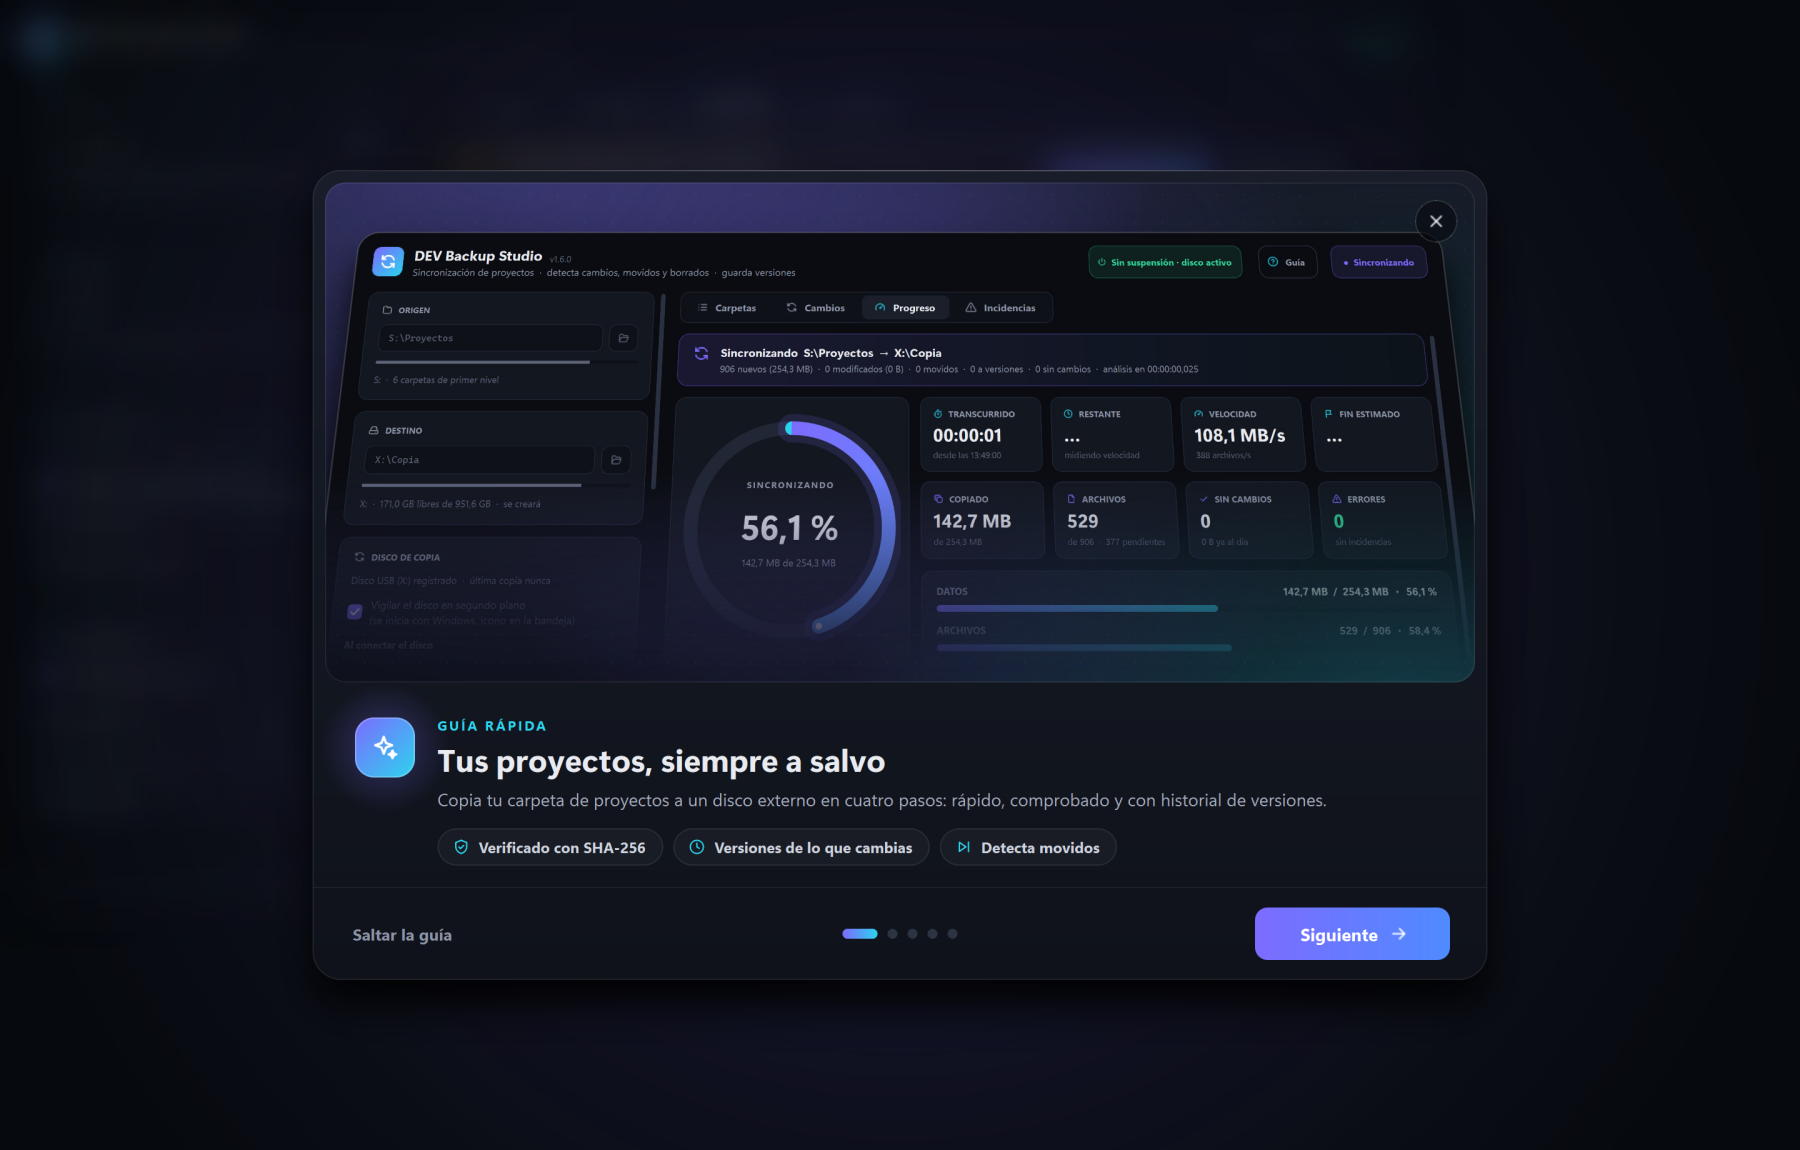 DEV Backup Studio v1.6.0
Sincronización de proyectos · detecta cambios, movidos y borrados · guarda versiones
Sin suspensión · disco activo
Guía
Sincronizando
ORIGEN
S:\Proyectos
S: · 6 carpetas de primer nivel
DESTINO
X:\Copia
X: · 171,0 GB libres de 951,6 GB · se creará
DISCO DE COPIA
Disco USB (X:) registrado · última copia nunca
Vigilar el disco en segundo plano
(se inicia con Windows, icono en la bandeja)
Al conectar el disco
Carpetas
Cambios
Progreso
Incidencias
Sincronizando S:\Proyectos → X:\Copia
906 nuevos (254,3 MB) · 0 modificados (0 B) · 0 movidos · 0 a versiones · 0 sin cambios · análisis en 00:00:00,025
SINCRONIZANDO
56,1 %
142,7 MB de 254,3 MB
TRANSCURRIDO
00:00:01
desde las 13:49:00
RESTANTE
...
midiendo velocidad
VELOCIDAD
108,1 MB/s
388 archivos/s
FIN ESTIMADO
...
COPIADO
142,7 MB
de 254,3 MB
ARCHIVOS
529
de 906 · 377 pendientes
SIN CAMBIOS
0
0 B ya al día
ERRORES
0
sin incidencias
DATOS
142,7 MB / 254,3 MB · 56,1 %
ARCHIVOS
529 / 906 · 58,4 %
GUÍA RÁPIDA
Tus proyectos, siempre a salvo
Copia tu carpeta de proyectos a un disco externo en cuatro pasos: rápido, comprobado y con historial de versiones.
Verificado con SHA-256
Versiones de lo que cambias
Detecta movidos
Saltar la guía
Siguiente →